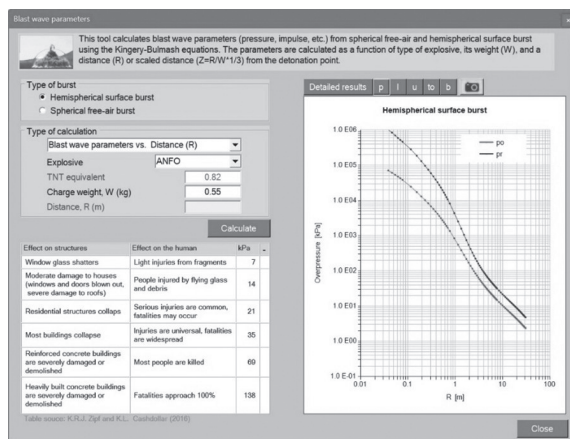 Blast wave parameters
This tool calculates blast wave parameters (pressure, impulse, etc.) from spherical free-air and hemispherical surface burst
using the Kingery-Bulmash equations. The parameters are calculated as a function of type of explosive, its weight (W), and a
distance (R) or scaled distance (Z=R/W^1/3) from the detonation point.
Type of burst
Hemispherical surface burst
Spherical free-air burst
Type of calculation
Blast wave parameters vs. Distance (R)
Explosive ANFO
TNT equivalent 0.82
Charge weight, W (kg) 0.55
Distance, R (m)
Calculate
Effect on structures Effect on the human kPa
Window glass shatters Light injuries from fragments 7
Moderate damage to houses
(windows and doors blown out,
severe damage to roofs)
People injured by flying glass
and debris
14
Residential structures collaps
Serious injuries are common,
fatalities may occur
21
Most buildings collapse
Injuries are universal, fatalities
are widespread
35
Reinforced concrete buildings
are severely damaged or
demolished
Most people are killed
69
Heavily built concrete buildings
are severely damaged or
demolished
Fatalities approach 100%
138
Table souce: K.R.J. Zipf and K.L. Cashdollar (2016)
Detailed results p I u to b
Hemispherical surface burst
po
pr
Overpressure [kPa]
1.0 E06
1.0 E05
1.0 E04
1.0 E03
1.0 E02
1.0 E01
1.0 E00
1.0 E-01
0.01 0.1 1 10 100
R [m]
Close